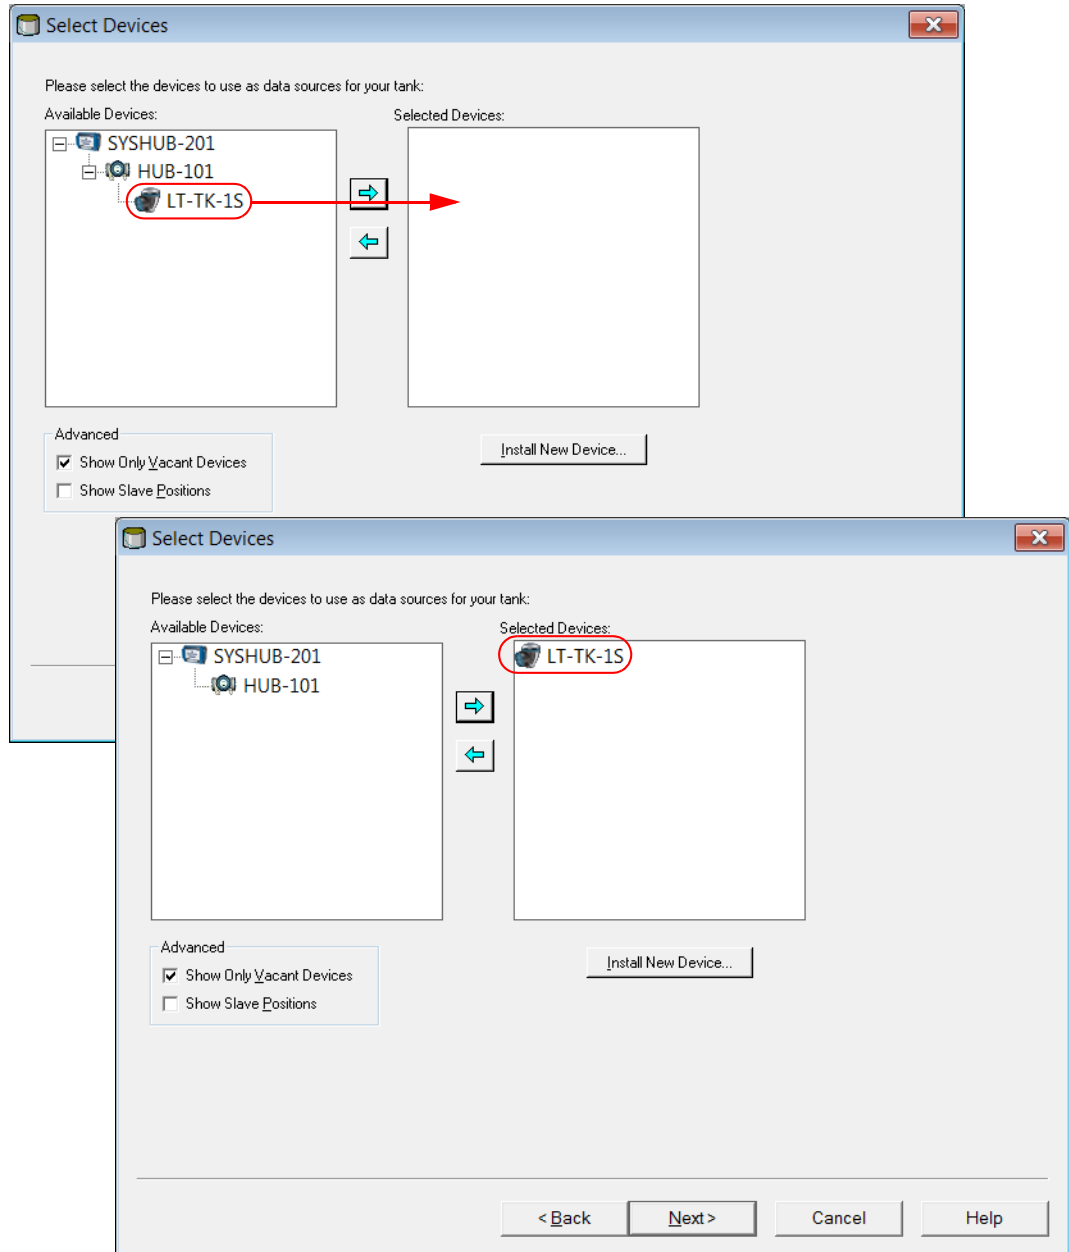 Select Devices
Please select the devices to use as data sources for your tank:
Available Devices:
Selected Devices:
SYSHUB-201
HUB-101
LT-TK-1S
Advanced
Show Only Vacant Devices
Show Slave Positions
Install New Device...
Select Devices
Please select the devices to use as data sources for your tank:
Available Devices:
Selected Devices:
SYSHUB-201
HUB-101
LT-TK-1S
Advanced
Show Only Vacant Devices
Show Slave Positions
Install New Device...
< Back
Next >
Cancel
Help